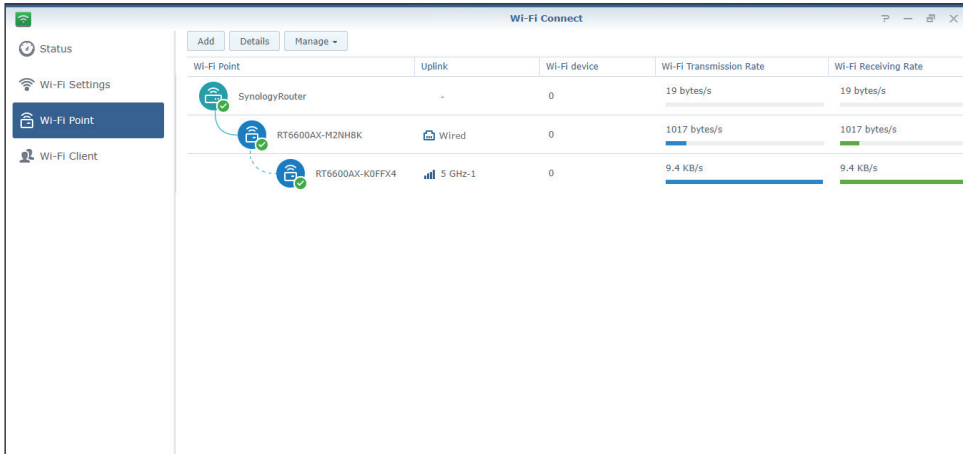 Wi-Fi Connect
Status
Wi-Fi Settings
Wi-Fi Point
Wi-Fi Client
Add Details Manage
Wi-Fi Point Uplink Wi-Fi device Wi-Fi Transmission Rate Wi-Fi Receiving Rate
SynologyRouter - 0 19 bytes/s 19 bytes/s
RT6600AX-M2NH8K Wired 0 1017 bytes/s 1017 bytes/s
RT6600AX-K0FFX4 5 GHz-1 0 9.4 KB/s 9.4 KB/s